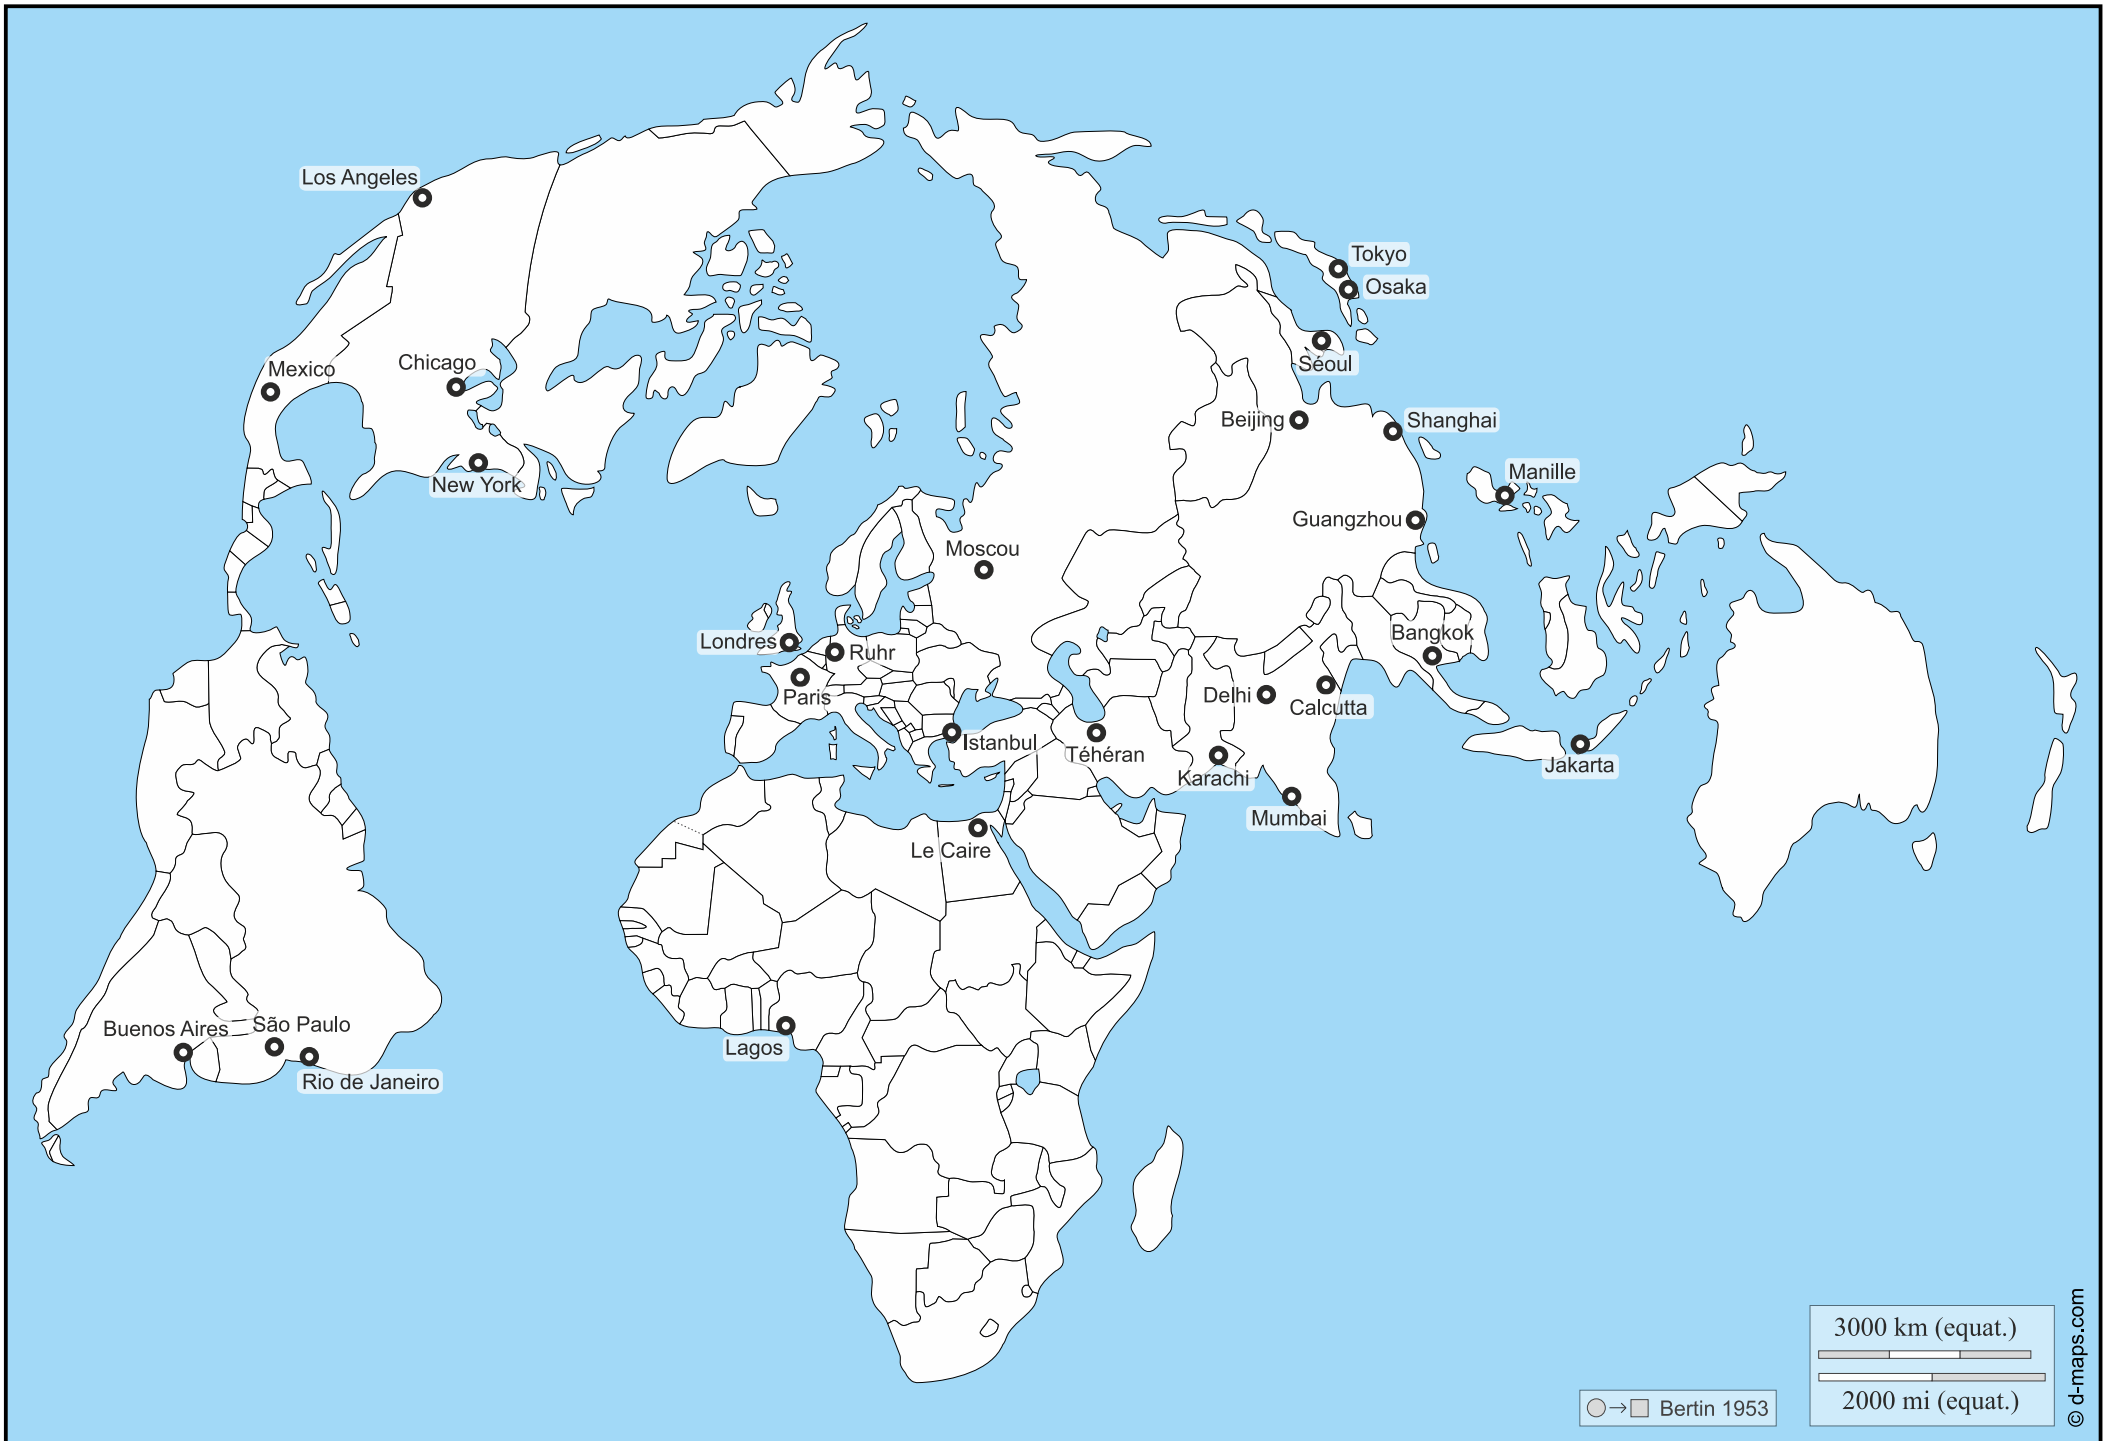 Los Angeles
Tokyo
Osaka
Mexico
Chicago
Séoul
Beijing
Shanghai
New York
Manille
Guangzhou
Moscou
Londres
Ruhr
Bangkok
Paris
Delhi
Calcutta
Istanbul
Téhéran
Karachi
Jakarta
Mumbai
Le Caire
Buenos Aires
São Paulo
Lagos
Rio de Janeiro
3000 km (equat.)
2000 mi (equat.)
Bertin 1953
© d-maps.com